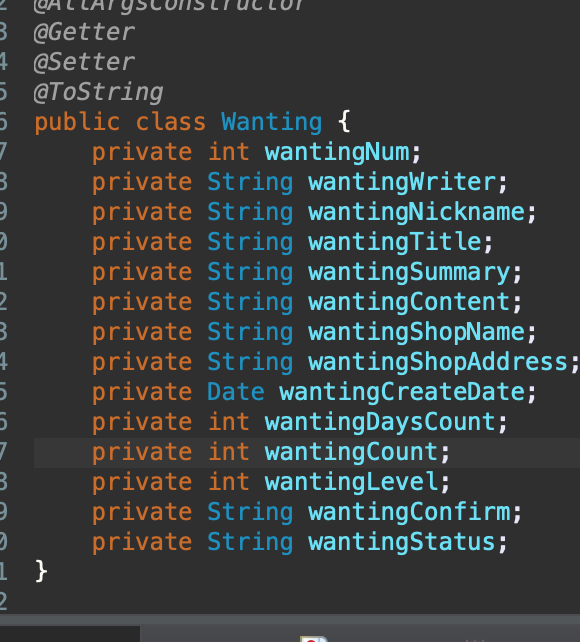 @AllArgsConstructor
3 @Getter
4 @Setter
5 @ToString
6 public class Wanting {
7 private int wantingNum;
8 private String wantingWriter;
9 private String wantingNickname;
0 private String wantingTitle;
1 private String wantingSummary;
2 private String wantingContent;
3 private String wantingShopName;
4 private String wantingShopAddress;
5 private Date wantingCreateDate;
6 private int wantingDaysCount;
7 private int wantingCount;
8 private int wantingLevel;
9 private String wantingConfirm;
0 private String wantingStatus;
1 }
2